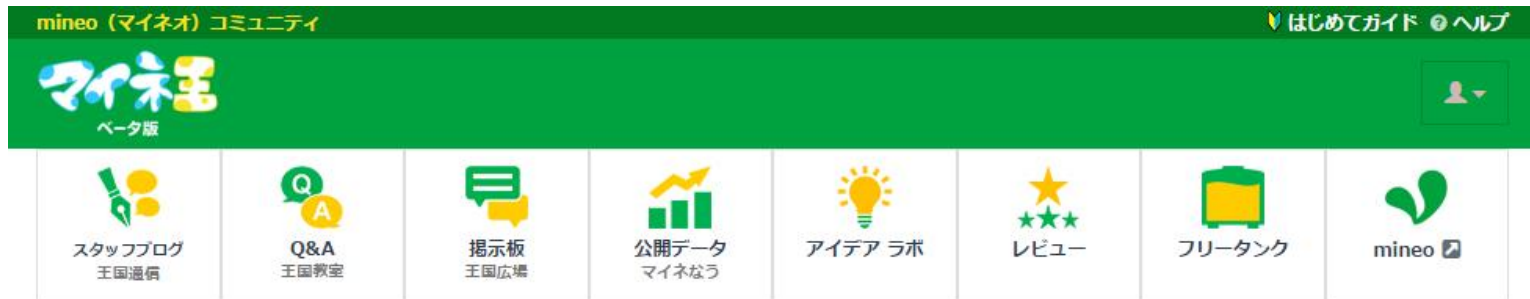 mineo（マイネオ）コミュニティ
はじめてガイド ヘルプ
マイネ王
ベータ版
スタッフブログ
王国通信
Q&A
王国教室
掲示板
王国広場
公開データ
マイネなう
アイデア ラボ
レビュー
フリータンク
mineo